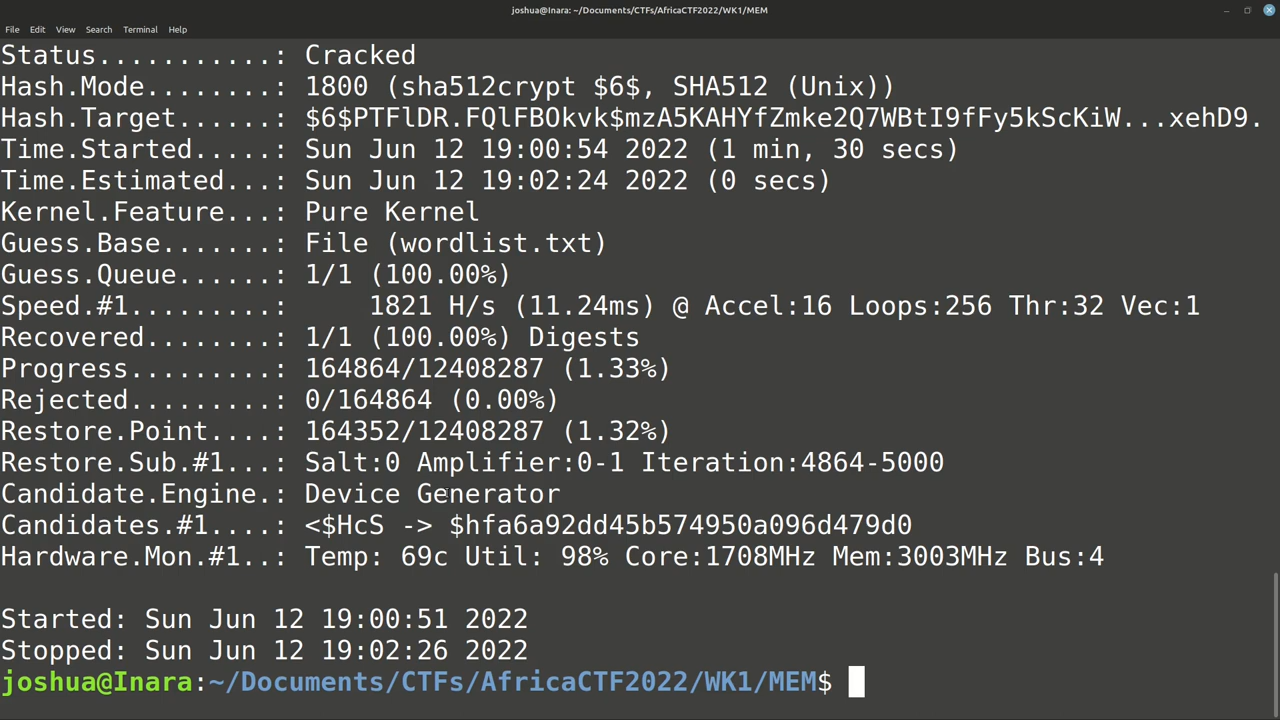 joshua@Inara: ~/Documents/CTFs/AfricaCTF2022/WK1/MEM
File Edit View Search Terminal Help
Status...........: Cracked
Hash.Mode........: 1800 (sha512crypt $6$, SHA512 (Unix))
Hash.Target......: $6$PTFlDR.FQlFBOkvk$mzA5KAHYfZmke2Q7WBtI9fFy5kScKiW...xehD9.
Time.Started.....: Sun Jun 12 19:00:54 2022 (1 min, 30 secs)
Time.Estimated...: Sun Jun 12 19:02:24 2022 (0 secs)
Kernel.Feature...: Pure Kernel
Guess.Base.......: File (wordlist.txt)
Guess.Queue......: 1/1 (100.00%)
Speed.#1.........:     1821 H/s (11.24ms) @ Accel:16 Loops:256 Thr:32 Vec:1
Recovered........: 1/1 (100.00%) Digests
Progress.........: 164864/12408287 (1.33%)
Rejected.........: 0/164864 (0.00%)
Restore.Point....: 164352/12408287 (1.32%)
Restore.Sub.#1...: Salt:0 Amplifier:0-1 Iteration:4864-5000
Candidate.Engine.: Device Generator
Candidates.#1....: <$HcS -> $hfa6a92dd45b574950a096d479d0
Hardware.Mon.#1..: Temp: 69c Util: 98% Core:1708MHz Mem:3003MHz Bus:4
Started: Sun Jun 12 19:00:51 2022
Stopped: Sun Jun 12 19:02:26 2022
joshua@Inara:~/Documents/CTFs/AfricaCTF2022/WK1/MEM$